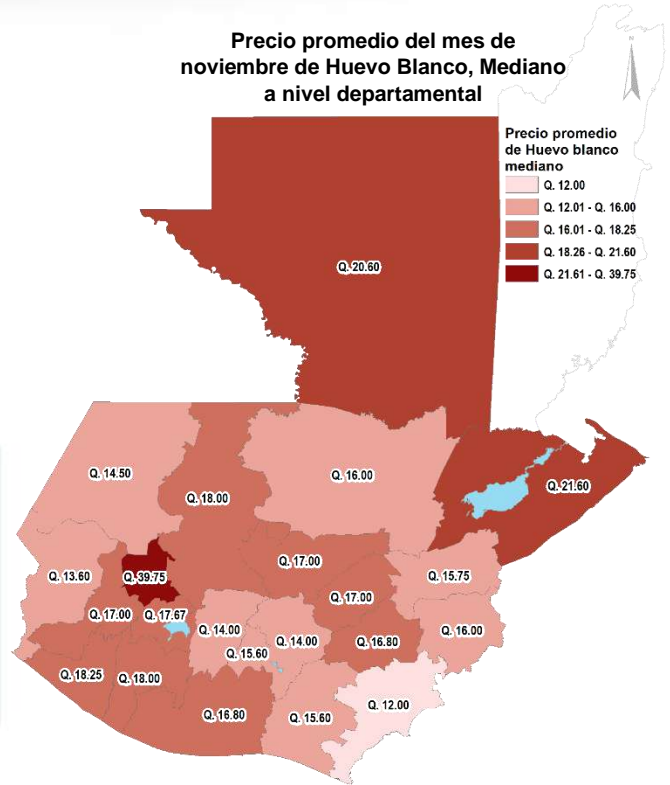 Precio promedio del mes de
noviembre de Huevo Blanco, Mediano
a nivel departamental
N
Precio promedio
de Huevo blanco
mediano
Q. 12.00
Q. 12.01 - Q. 16.00
Q. 16.01 - Q. 18.25
Q. 18.26 - Q. 21.60
Q. 21.61 - Q. 39.75
Q. 20.60
Q. 14.50
Q. 18.00
Q. 16.00
Q. 21.60
Q. 13.60
Q. 39.75
Q. 17.00
Q. 15.75
Q. 17.00
Q. 17.00
Q. 17.67
Q. 14.00
Q. 14.00
Q. 16.80
Q. 16.00
Q. 15.60
Q. 18.25
Q. 18.00
Q. 16.80
Q. 15.60
Q. 12.00